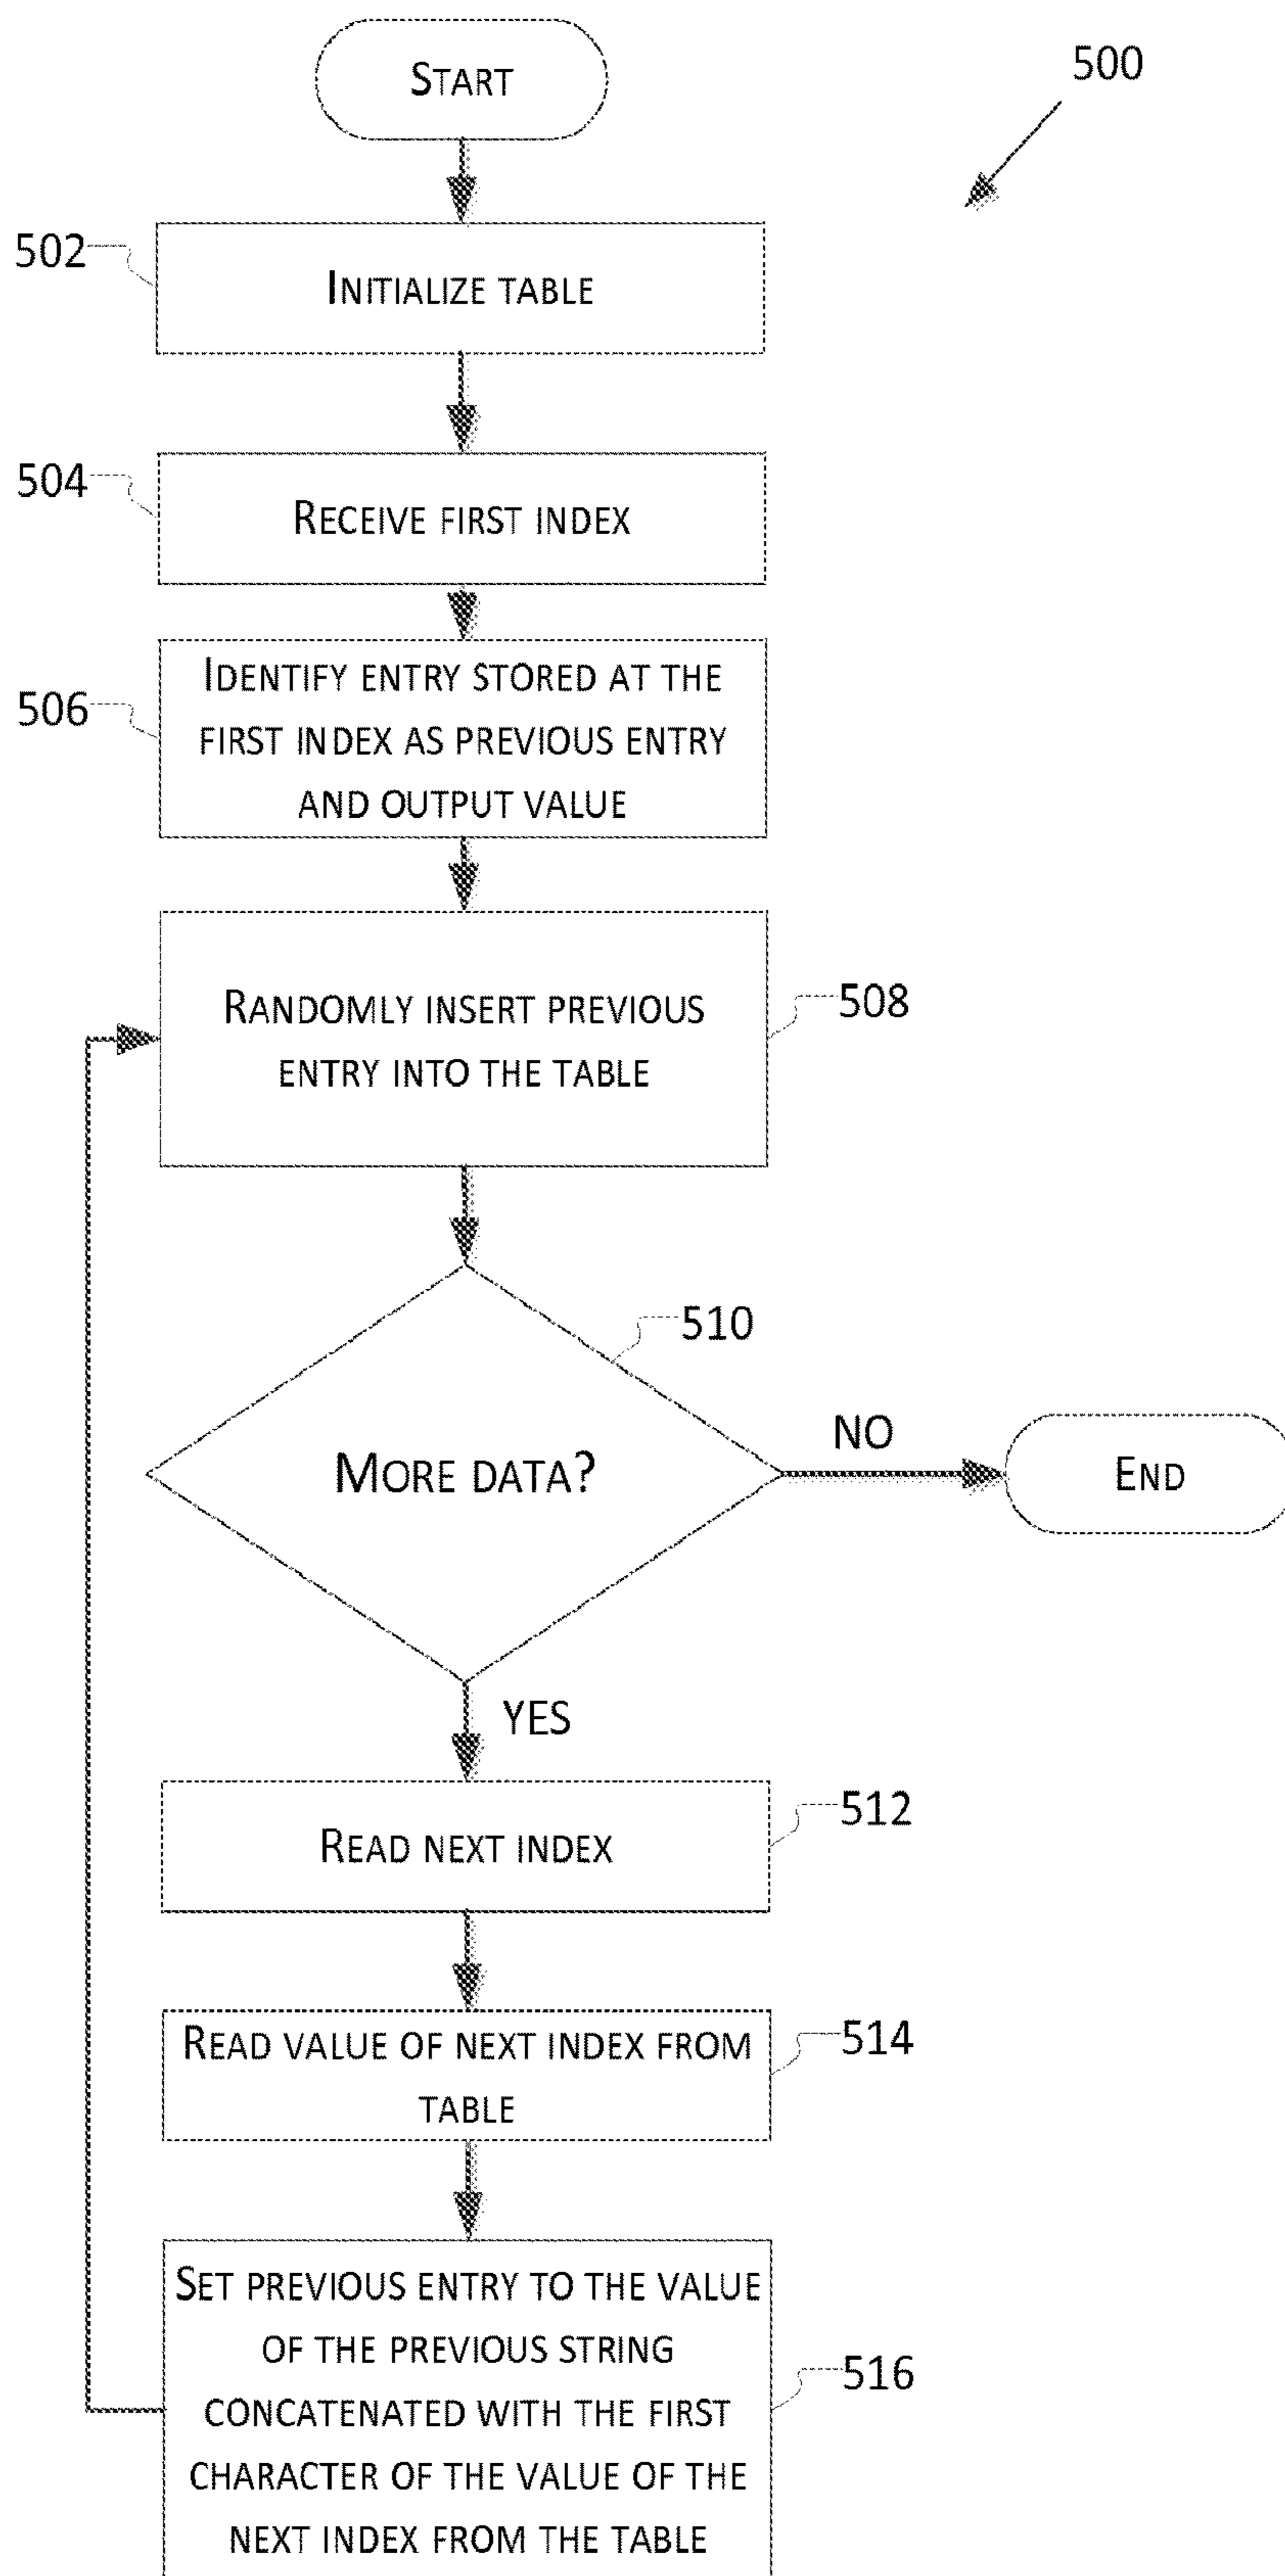 START
500
502
INITIALIZE TABLE
504
RECEIVE FIRST INDEX
506
IDENTIFY ENTRY STORED AT THE
FIRST INDEX AS PREVIOUS ENTRY
AND OUTPUT VALUE
RANDOMLY INSERT PREVIOUS
ENTRY INTO THE TABLE
508
510
MORE DATA?
NO
END
YES
READ NEXT INDEX
512
READ VALUE OF NEXT INDEX FROM
TABLE
514
SET PREVIOUS ENTRY TO THE VALUE
OF THE PREVIOUS STRING
CONCATENATED WITH THE FIRST
CHARACTER OF THE VALUE OF THE
NEXT INDEX FROM THE TABLE
516